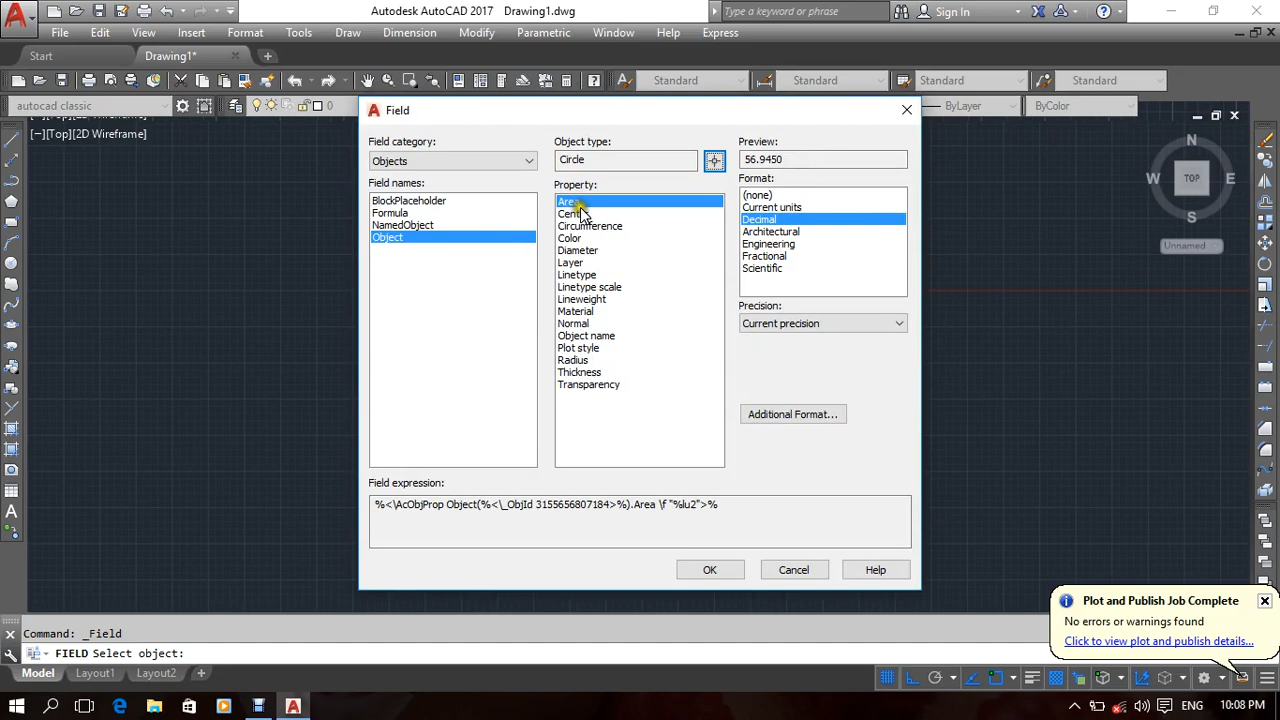 Autodesk AutoCAD 2017 Drawing1.dwg
Type a keyword or phrase
Sign In
File Edit View Insert Format Tools Draw Dimension Modify Parametric Window Help Express
Start
Drawing1*
Standard
Standard
Standard
Standard
autocad classic
0
ByLayer
ByColor
[−][Top][2D Wireframe]
[−][Top][2D Wireframe]
N
W
TOP
E
S
Unnamed
Field
Field category:
Objects
Field names:
BlockPlaceholder
Formula
NamedObject
Object
Object type:
Circle
Property:
Area
Center
Circumference
Color
Diameter
Layer
Linetype
Linetype scale
Lineweight
Material
Normal
Object name
Plot style
Radius
Thickness
Transparency
Preview:
56.9450
Format:
(none)
Current units
Decimal
Architectural
Engineering
Fractional
Scientific
Precision:
Current precision
Additional Format...
Field expression:
%<\AcObjProp Object(%<\_ObjId 3155656807184>%).Area \f "%lu2">%
OK
Cancel
Help
Plot and Publish Job Complete
No errors or warnings found
Click to view plot and publish details...
Command: _Field
FIELD Select object:
Model
Layout1
Layout2
ENG
10:08 PM